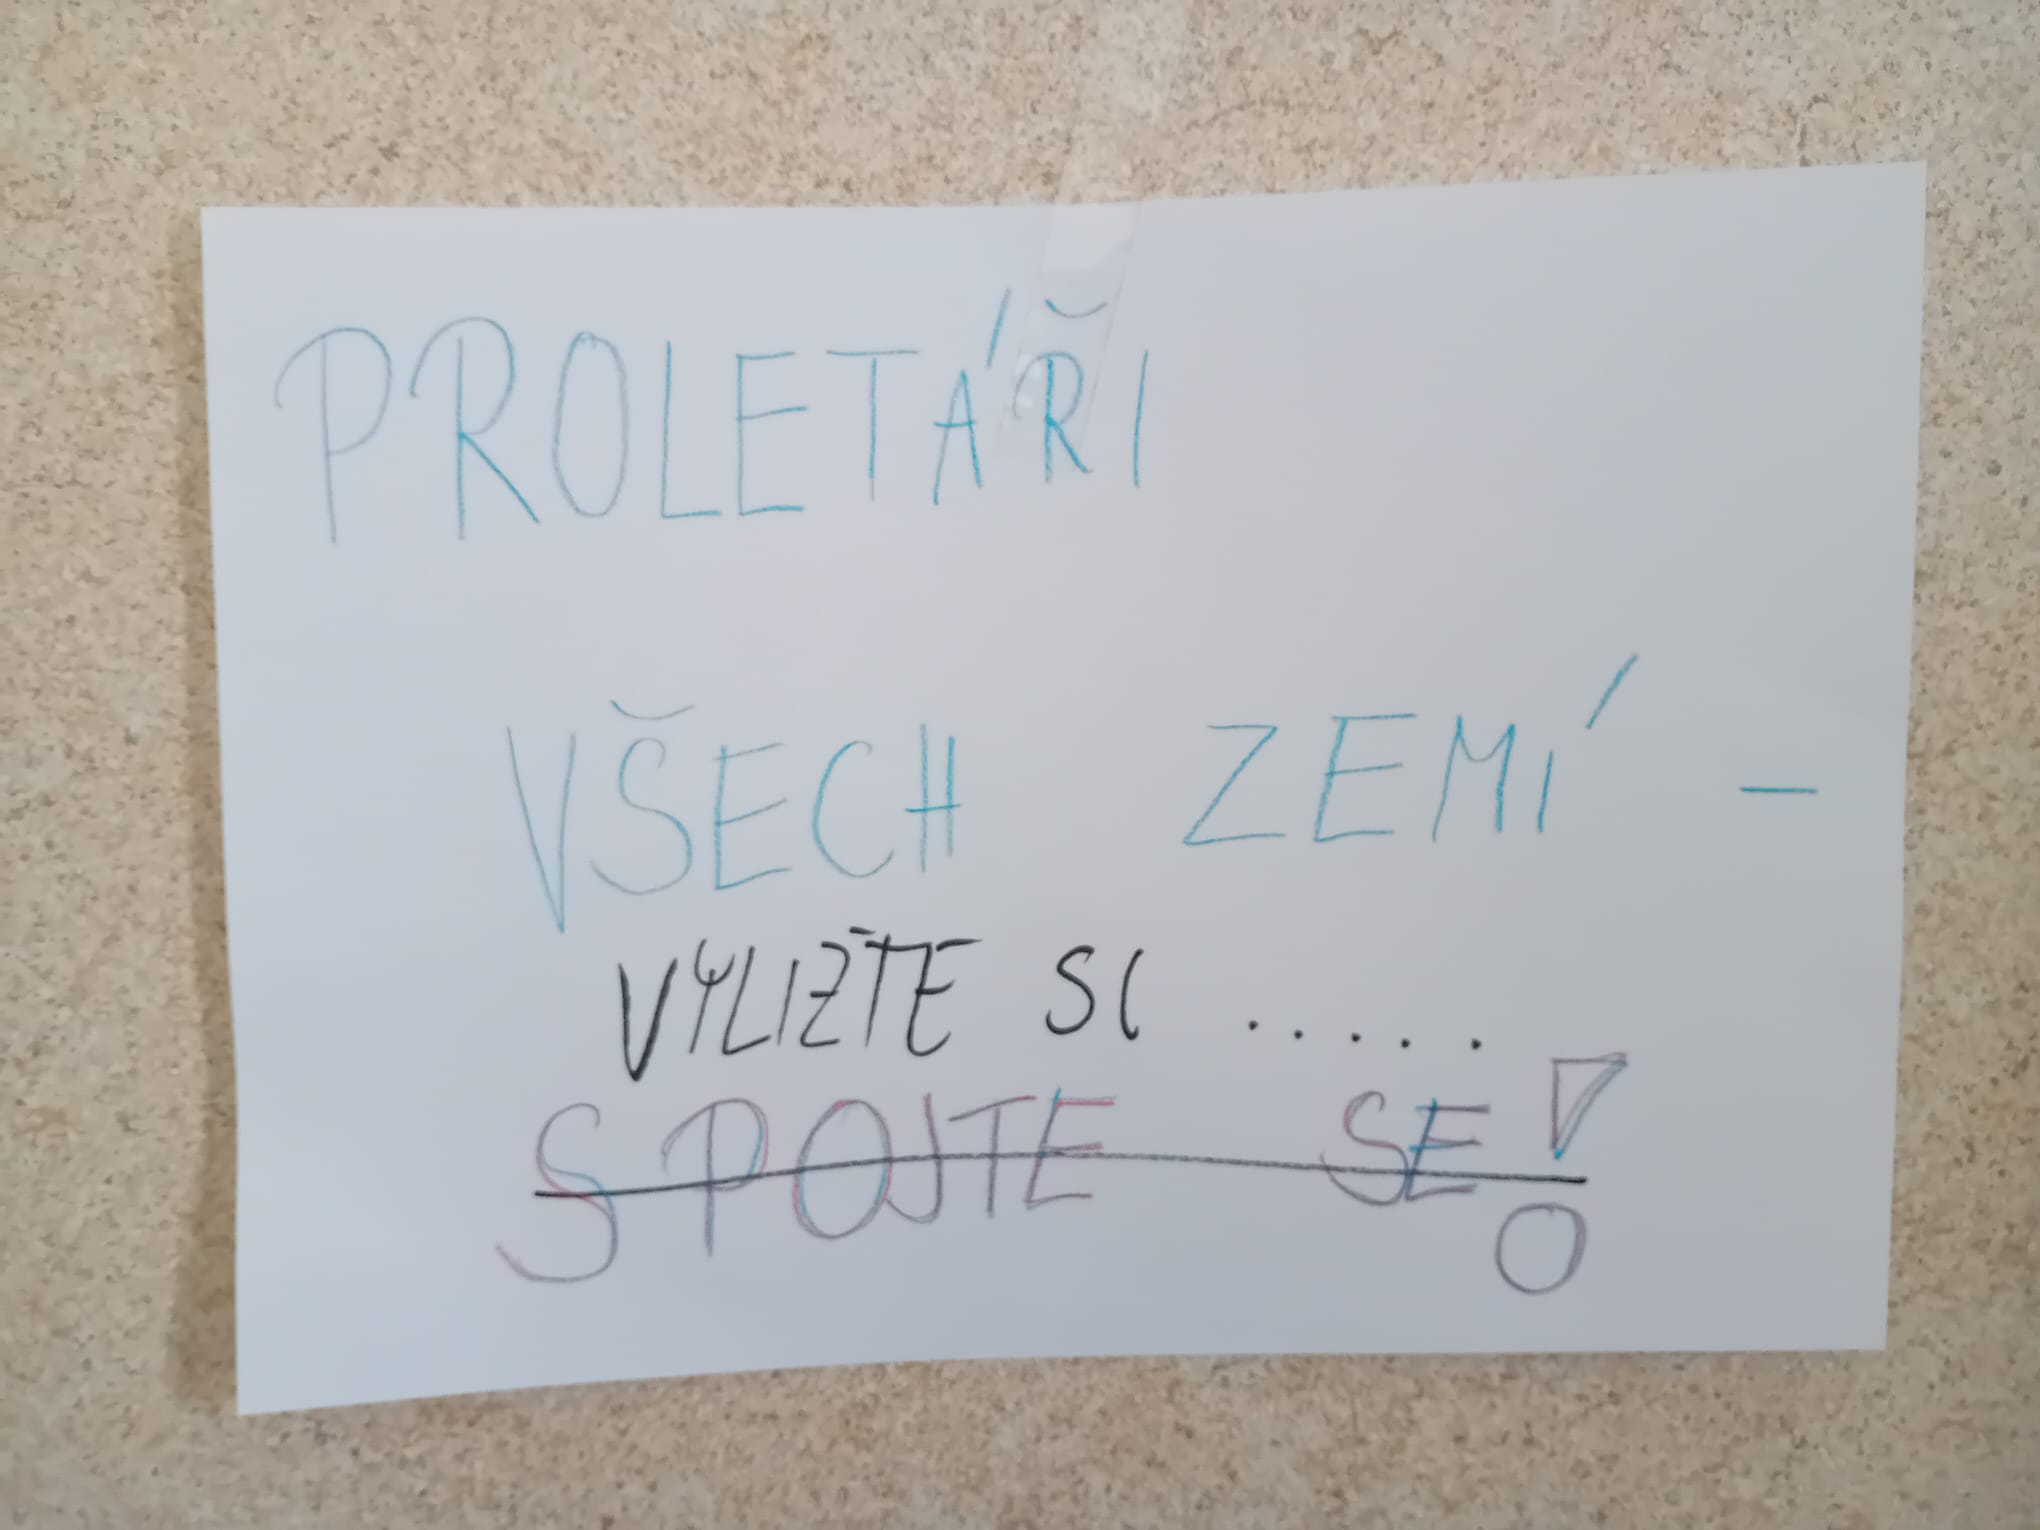 PROLETÁŘI
VŠECH ZEMÍ -
VYLIŽTE SI .....
SPOJTE SE!